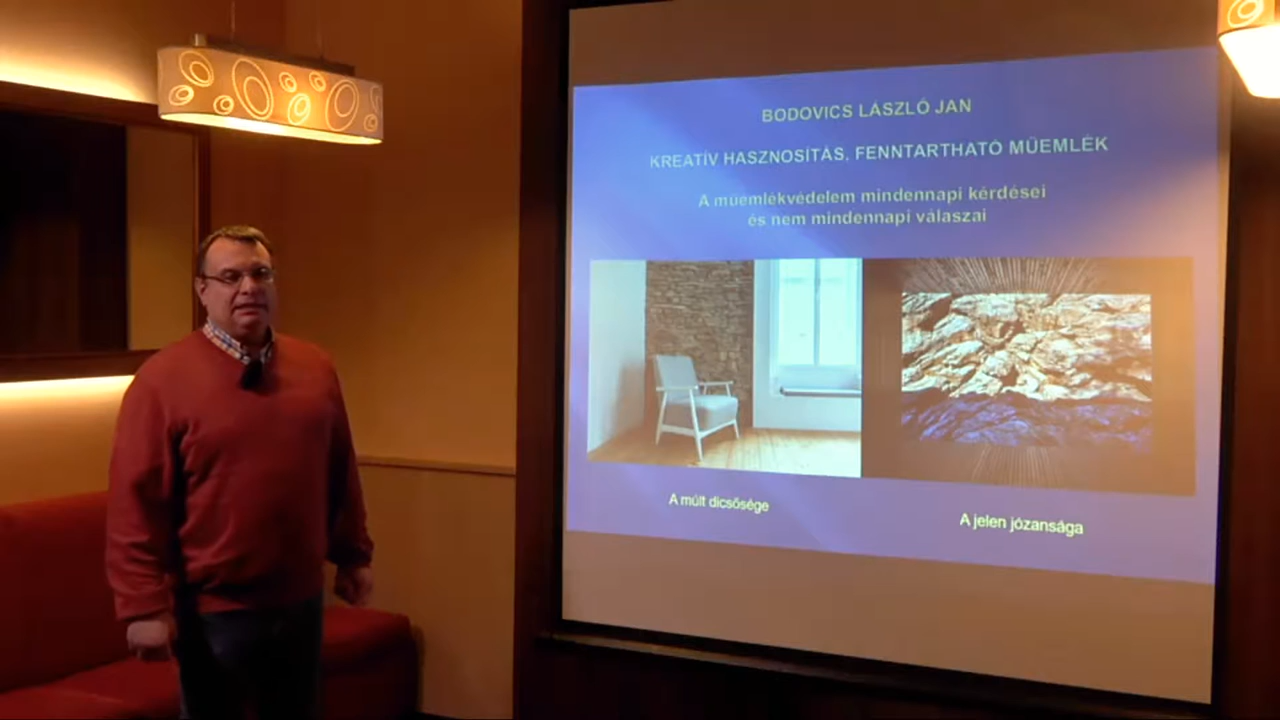 BODOVICS LÁSZLÓ JAN
KREATÍV HASZNOSÍTÁS, FENNTARTHATÓ MŰEMLÉK
A műemlékvédelem mindennapi kérdései
és nem mindennapi válaszai
A múlt dicsősége
A jelen józansága